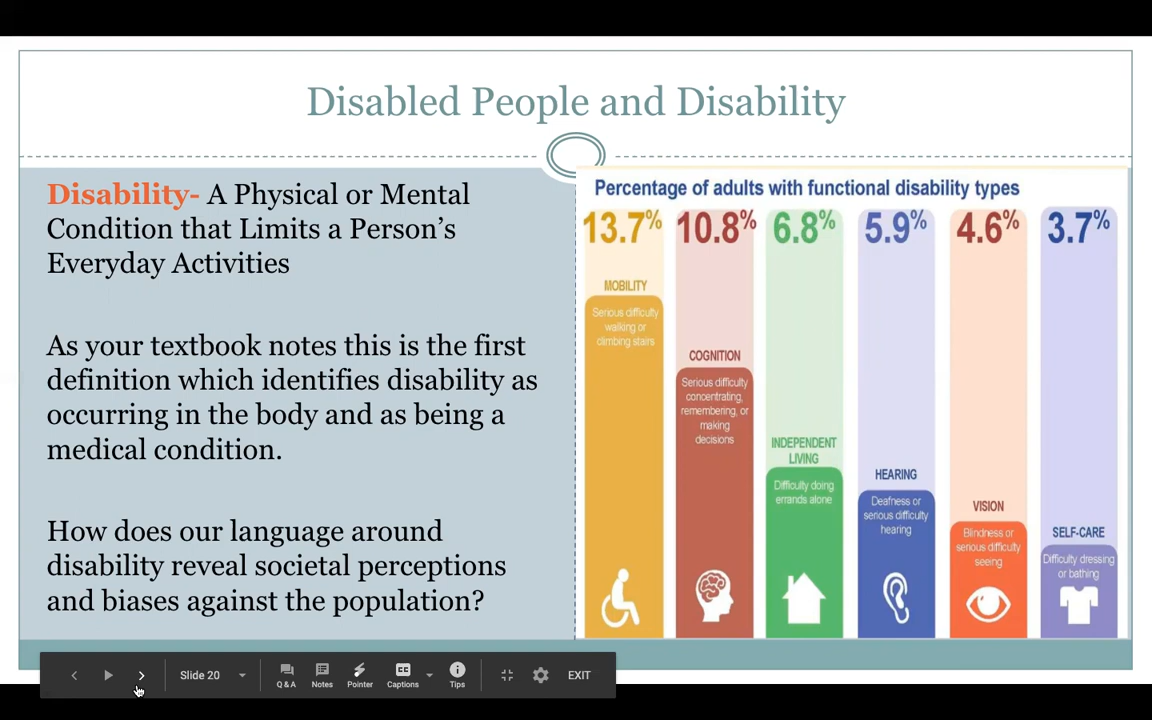 Disabled People and Disability
Disability- A Physical or Mental
Condition that Limits a Person's
Everyday Activities
As your textbook notes this is the first
definition which identifies disability as
occurring in the body and as being a
medical condition.
How does our language around
disability reveal societal perceptions
and biases against the population?
Percentage of adults with functional disability types
13.7%
MOBILITY
Serious difficulty
walking or
climbing stairs
10.8%
COGNITION
Serious difficulty
concentrating,
remembering, or
making
decisions
6.8%
INDEPENDENT
LIVING
Difficulty doing
errands alone
5.9%
HEARING
Deafness or
serious difficulty
hearing
4.6%
VISION
Blindness or
serious difficulty
seeing
3.7%
SELF-CARE
Difficulty dressing
or bathing
Slide 20
Q & A
Notes
Pointer
CC
Captions
Tips
EXIT